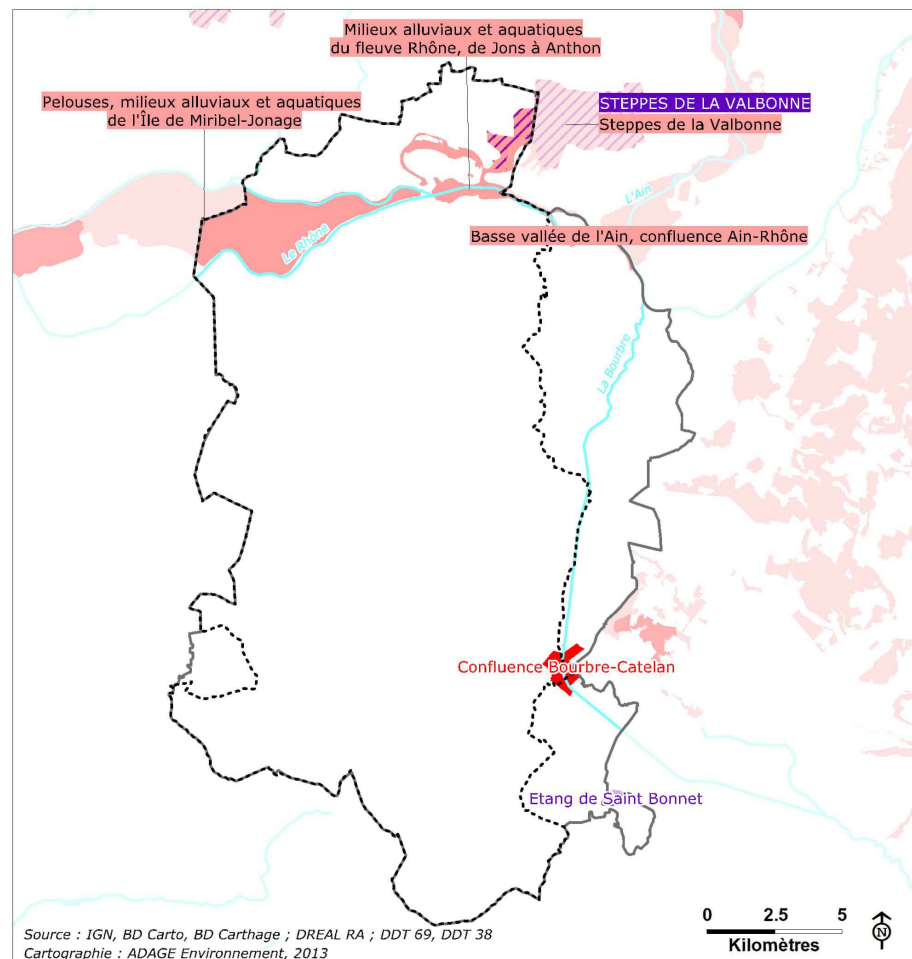 Milieux alluviaux et aquatiques
du fleuve Rhône, de Jons à Anthon
Pelouses, milieux alluviaux et aquatiques
de l'Île de Miribel-Jonage
STEPPES DE LA VALBONNE
Steppes de la Valbonne
L'Ain
Le Rhône
Basse vallée de l'Ain, confluence Ain-Rhône
La Bourbre
Confluence Bourbre-Catelan
Etang de Saint Bonnet
0 2.5 5
Kilomètres
N
Source : IGN, BD Carto, BD Carthage ; DREAL RA ; DDT 69, DDT 38
Cartographie : ADAGE Environnement, 2013